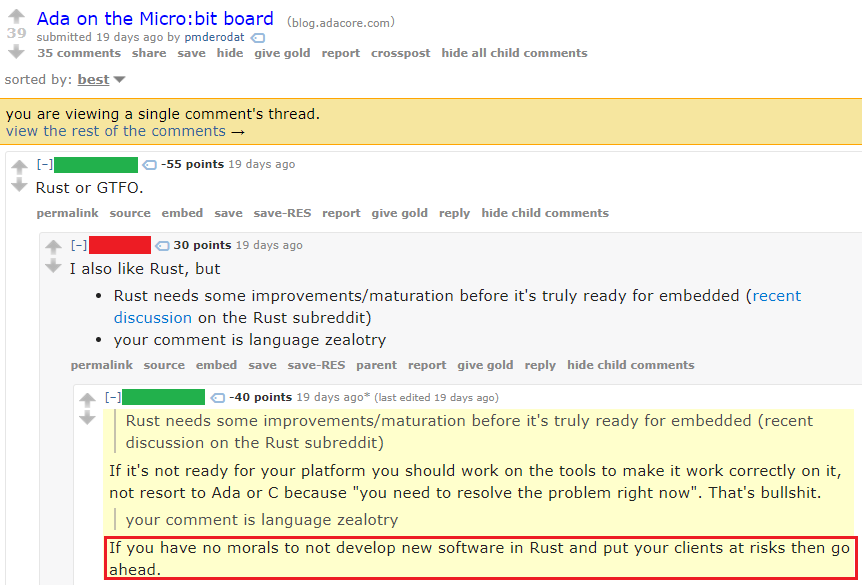 Ada on the Micro:bit board (blog.adacore.com)
39
submitted 19 days ago by pmderodat
35 comments share save hide give gold report crosspost hide all child comments
sorted by: best
you are viewing a single comment's thread.
view the rest of the comments →
[–] -55 points 19 days ago
Rust or GTFO.
permalink source embed save save-RES report give gold reply hide child comments
[–] 30 points 19 days ago
I also like Rust, but
• Rust needs some improvements/maturation before it's truly ready for embedded (recent
discussion on the Rust subreddit)
• your comment is language zealotry
permalink source embed save save-RES parent report give gold reply hide child comments
[–] -40 points 19 days ago* (last edited 19 days ago)
Rust needs some improvements/maturation before it's truly ready for embedded (recent
discussion on the Rust subreddit)
If it's not ready for your platform you should work on the tools to make it work correctly on it,
not resort to Ada or C because "you need to resolve the problem right now". That's bullshit.
your comment is language zealotry
If you have no morals to not develop new software in Rust and put your clients at risks then go
ahead.